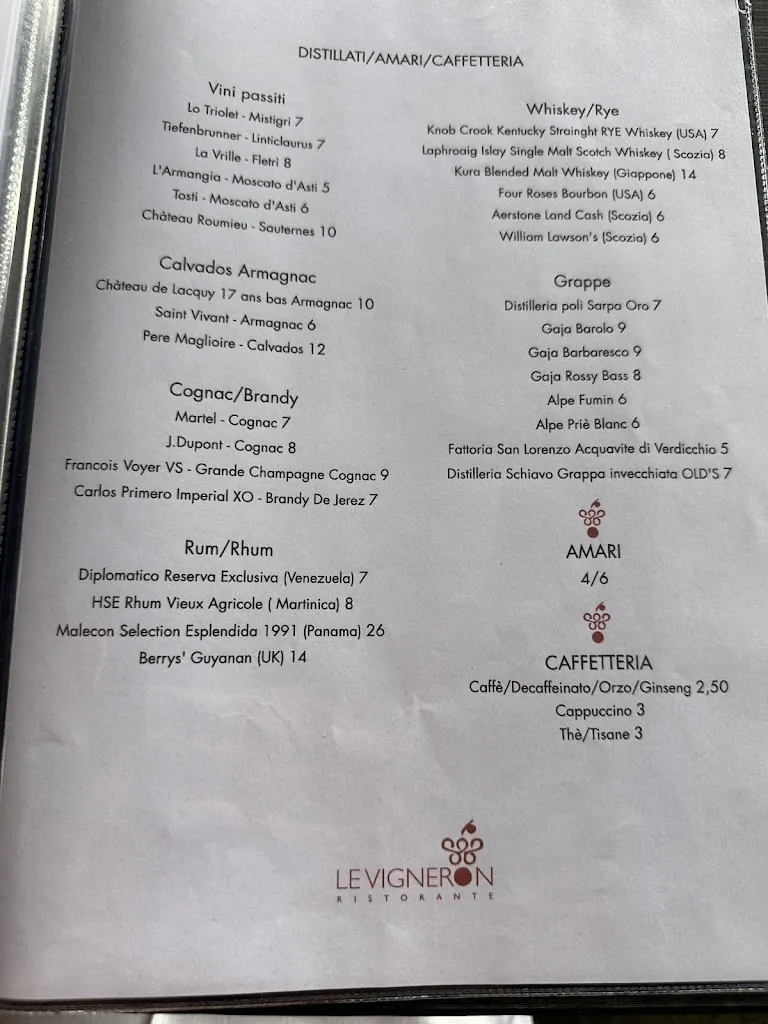 DISTILLATI/AMARI/CAFFETTERIA
Vini passiti
Lo Triolet - Mistigrì 7
Tiefenbrunner - Linticlaurus 7
La Vrille - Fletrì 8
L'Armangia - Moscato d'Asti 5
Tosti - Moscato d'Asti 6
Château Roumieu - Sauternes 10
Calvados Armagnac
Château de Lacquy 17 ans bas Armagnac 10
Saint Vivant - Armagnac 6
Pere Maglioire - Calvados 12
Cognac/Brandy
Martel - Cognac 7
J.Dupont - Cognac 8
Francois Voyer VS - Grande Champagne Cognac 9
Carlos Primero Imperial XO - Brandy De Jerez 7
Rum/Rhum
Diplomatico Reserva Exclusiva (Venezuela) 7
HSE Rhum Vieux Agricole ( Martinica) 8
Malecon Selection Esplendida 1991 (Panama) 26
Berrys' Guyanan (UK) 14
Whiskey/Rye
Knob Crook Kentucky Strainght RYE Whiskey (USA) 7
Laphroaig Islay Single Malt Scotch Whiskey ( Scozia) 8
Kura Blended Malt Whiskey (Giappone) 14
Four Roses Bourbon (USA) 6
Aerstone Land Cash (Scozia) 6
William Lawson's (Scozia) 6
Grappe
Distilleria poli Sarpa Oro 7
Gaja Barolo 9
Gaja Barbaresco 9
Gaja Rossy Bass 8
Alpe Fumin 6
Alpe Priè Blanc 6
Fattoria San Lorenzo Acquavite di Verdicchio 5
Distilleria Schiavo Grappa invecchiata OLD'S 7
AMARI
4/6
CAFFETTERIA
Caffè/Decaffeinato/Orzo/Ginseng 2,50
Cappuccino 3
Thè/Tisane 3
LEVIGNERON
RISTORANTE